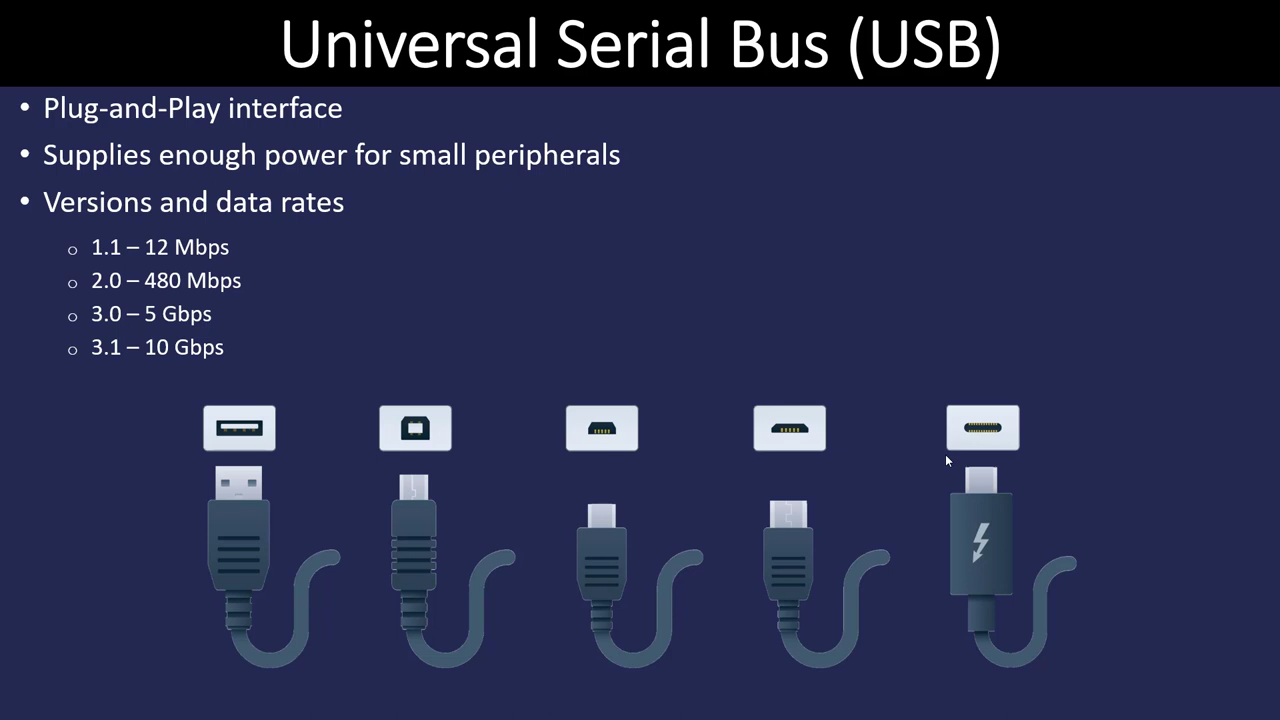 Universal Serial Bus (USB)
• Plug-and-Play interface
• Supplies enough power for small peripherals
• Versions and data rates
o 1.1 – 12 Mbps
o 2.0 – 480 Mbps
o 3.0 – 5 Gbps
o 3.1 – 10 Gbps